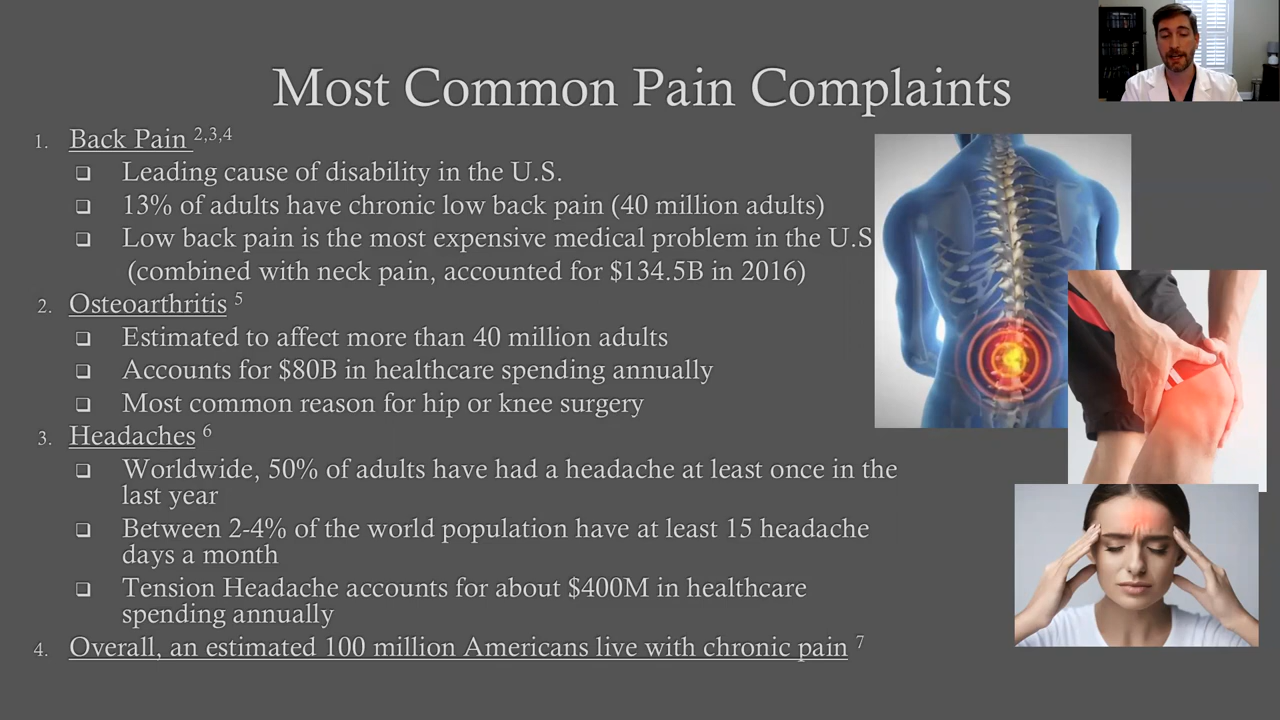 Most Common Pain Complaints
1. Back Pain 2,3,4
❑ Leading cause of disability in the U.S.
❑ 13% of adults have chronic low back pain (40 million adults)
❑ Low back pain is the most expensive medical problem in the U.S
(combined with neck pain, accounted for $134.5B in 2016)
2. Osteoarthritis 5
❑ Estimated to affect more than 40 million adults
❑ Accounts for $80B in healthcare spending annually
❑ Most common reason for hip or knee surgery
3. Headaches 6
❑ Worldwide, 50% of adults have had a headache at least once in the
last year
❑ Between 2-4% of the world population have at least 15 headache
days a month
❑ Tension Headache accounts for about $400M in healthcare
spending annually
4. Overall, an estimated 100 million Americans live with chronic pain 7